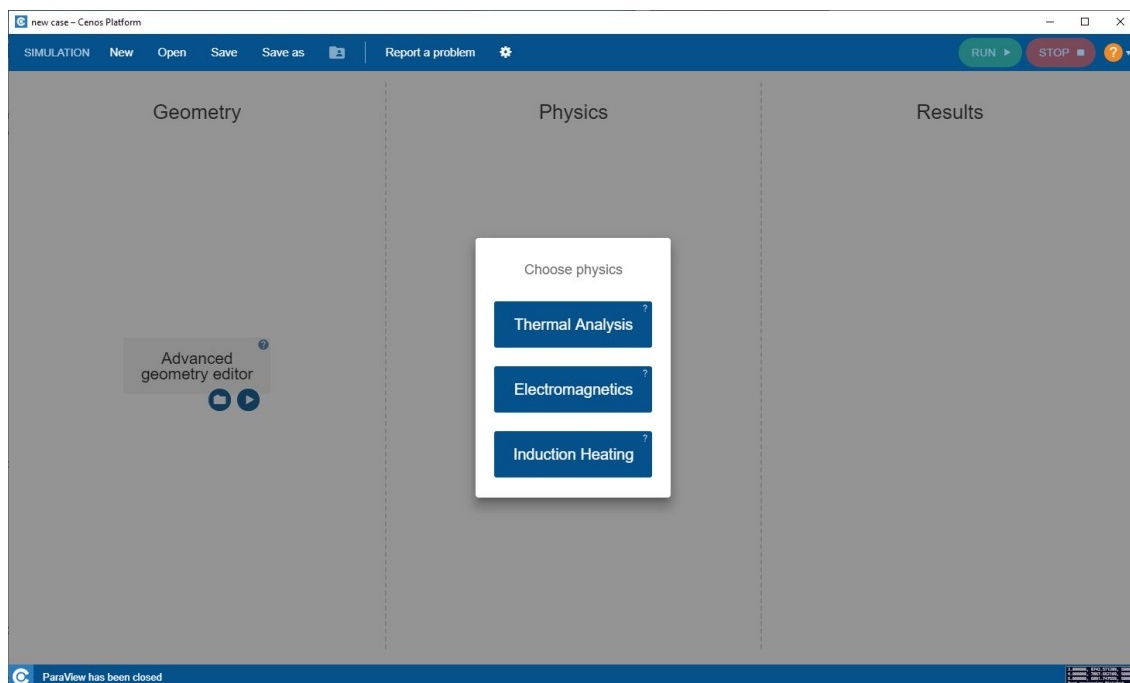 new case – Cenos Platform
SIMULATION New Open Save Save as Report a problem RUN STOP ?
Geometry Physics Results
Choose physics
Thermal Analysis ?
Electromagnetics ?
Induction Heating ?
Advanced ?
geometry editor
ParaView has been closed